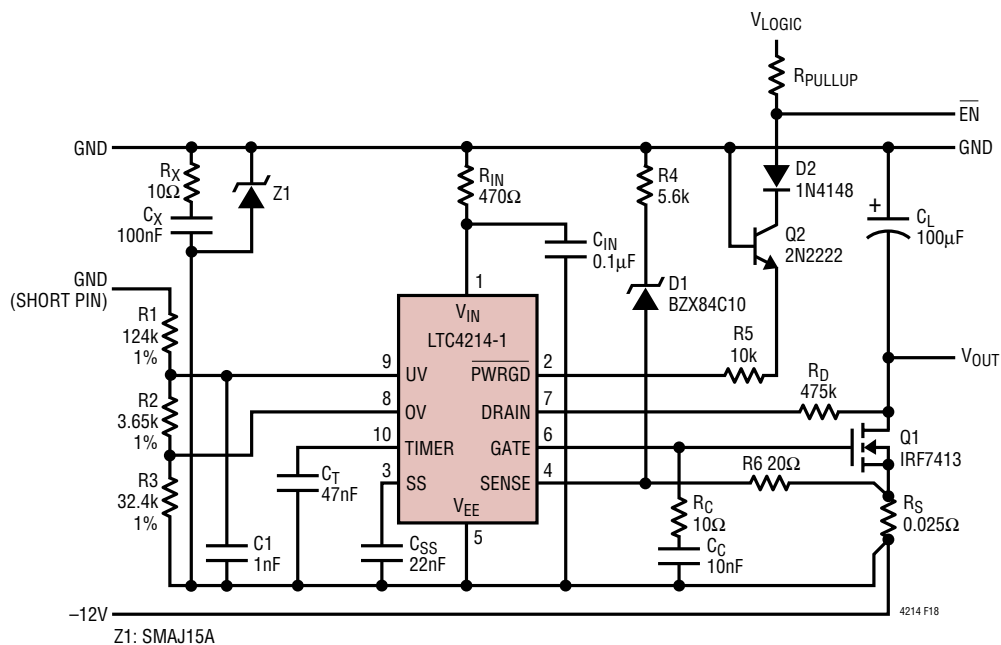 VLOGIC
RPULLUP
EN
GND
GND
RX
10Ω
Z1
CX
100nF
RIN
470Ω
R4
5.6k
D2
1N4148
CL
100µF
+
Q2
2N2222
CIN
0.1µF
D1
BZX84C10
GND
(SHORT PIN)
R1
124k
1%
1
VIN
LTC4214-1
R5
10k
VOUT
9
UV
PWRGD
2
RD
475k
R2
3.65k
1%
8
OV
DRAIN
7
10
TIMER
GATE
6
Q1
IRF7413
3
SS
SENSE
4
R6 20Ω
VEE
5
R3
32.4k
1%
CT
47nF
RC
10Ω
RS
0.025Ω
C1
1nF
CSS
22nF
CC
10nF
–12V
4214 F18
Z1: SMAJ15A